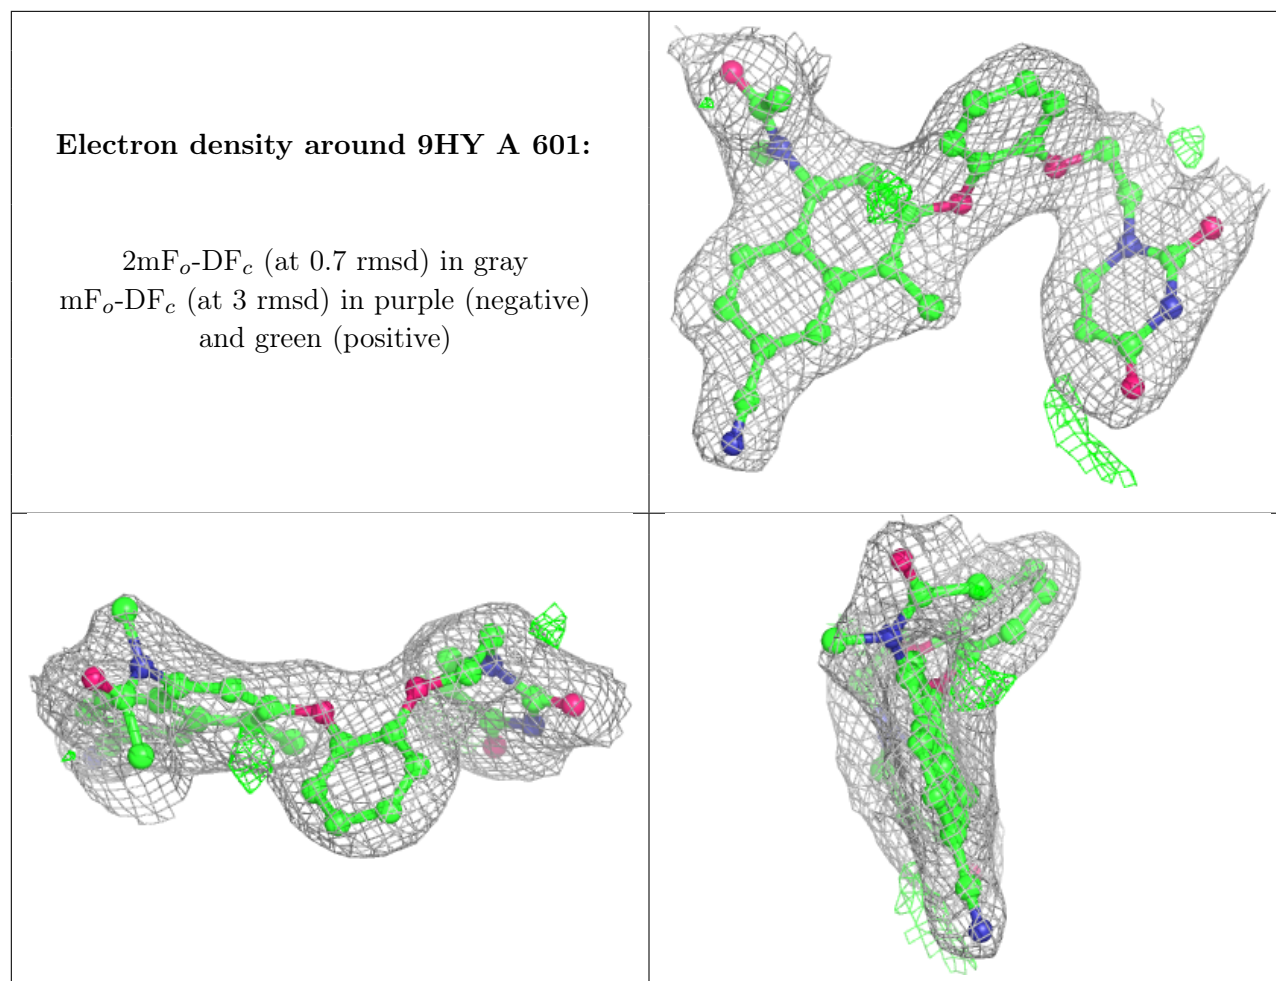 Electron density around 9HY A 601:
2mFo-DFc (at 0.7 rmsd) in gray
mFo-DFc (at 3 rmsd) in purple (negative)
and green (positive)